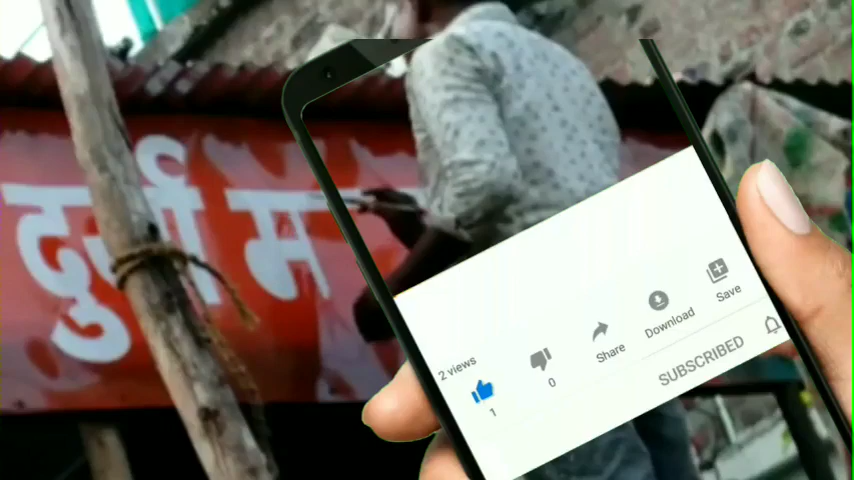 दुर्गा म
2 views
1
0
Share
Download
Save
SUBSCRIBED